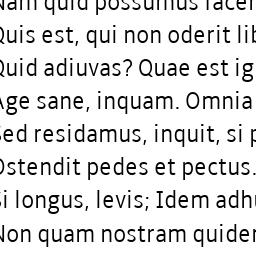 Nam quid possumus facer
Quis est, qui non oderit lib
Quid adiuvas? Quae est ig
Age sane, inquam. Omnia
Sed residamus, inquit, si p
Ostendit pedes et pectus.
Si longus, levis; Idem adhu
Non quam nostram quider